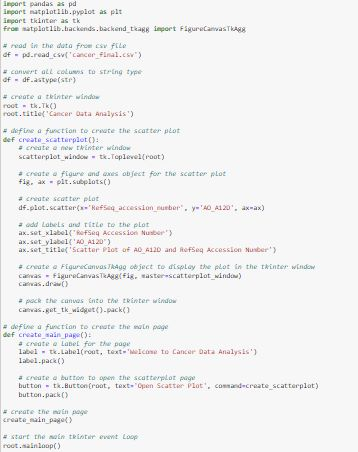 import pandas as pd
import matplotlib.pyplot as plt
import tkinter as tk
from matplotlib.backends.backend_tkagg import FigureCanvasTkAgg
# read in the data from csv file
df = pd.read_csv('cancer_final.csv')
# convert all columns to string type
df = df.astype(str)
# create a tkinter window
root = tk.Tk()
root.title('Cancer Data Analysis')
# define a function to create the scatter plot
def create_scatterplot():
# create a new tkinter window
scatterplot_window = tk.Toplevel(root)
# create a figure and axes object for the scatter plot
fig, ax = plt.subplots()
# create scatter plot
df.plot.scatter(x='RefSeq_accession_number', y='AO_A12D', ax=ax)
# add labels and title to the plot
ax.set_xlabel('RefSeq Accession Number')
ax.set_ylabel('AO_A12D')
ax.set_title('Scatter Plot of AO_A12D and RefSeq Accession Number')
# create a FigureCanvasTkAgg object to display the plot in the tkinter window
canvas = FigureCanvasTkAgg(fig, master=scatterplot_window)
canvas.draw()
# pack the canvas into the tkinter window
canvas.get_tk_widget().pack()
# define a function to create the main page
def create_main_page():
# create a label for the page
label = tk.Label(root, text='Welcome to Cancer Data Analysis')
label.pack()
# create a button to open the scatterplot page
button = tk.Button(root, text='Open Scatter Plot', command=create_scatterplot)
button.pack()
# create the main page
create_main_page()
# start the main tkinter event loop
root.mainloop()